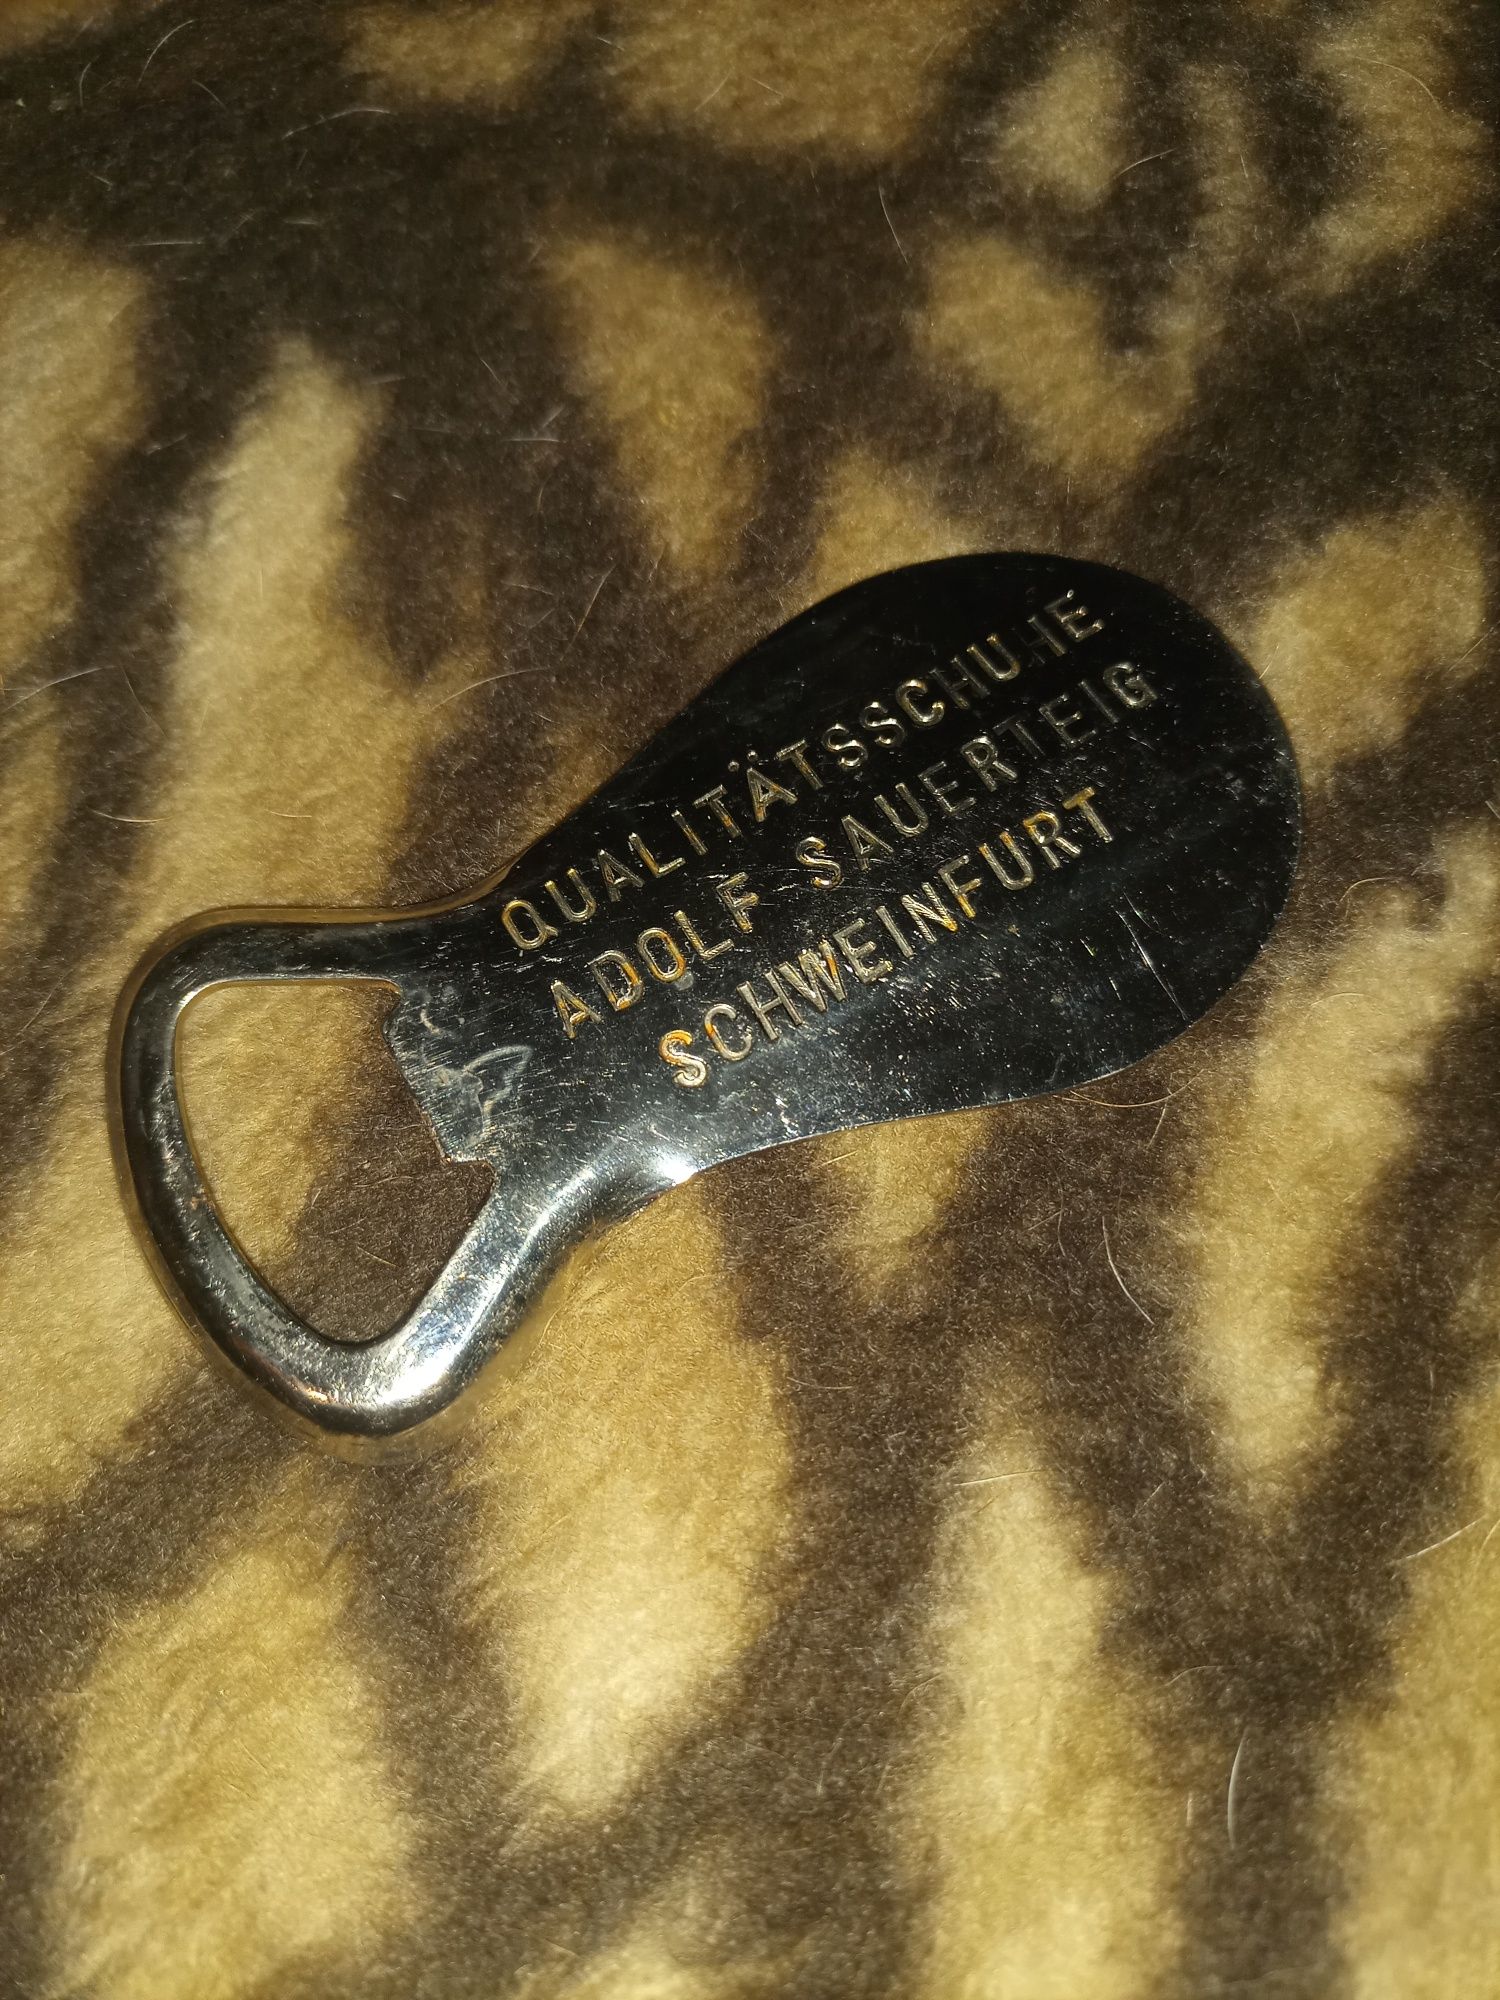 QUALITÄTSSCHUHE
ADOLF SAUERTEIG
SCHWEINFURT